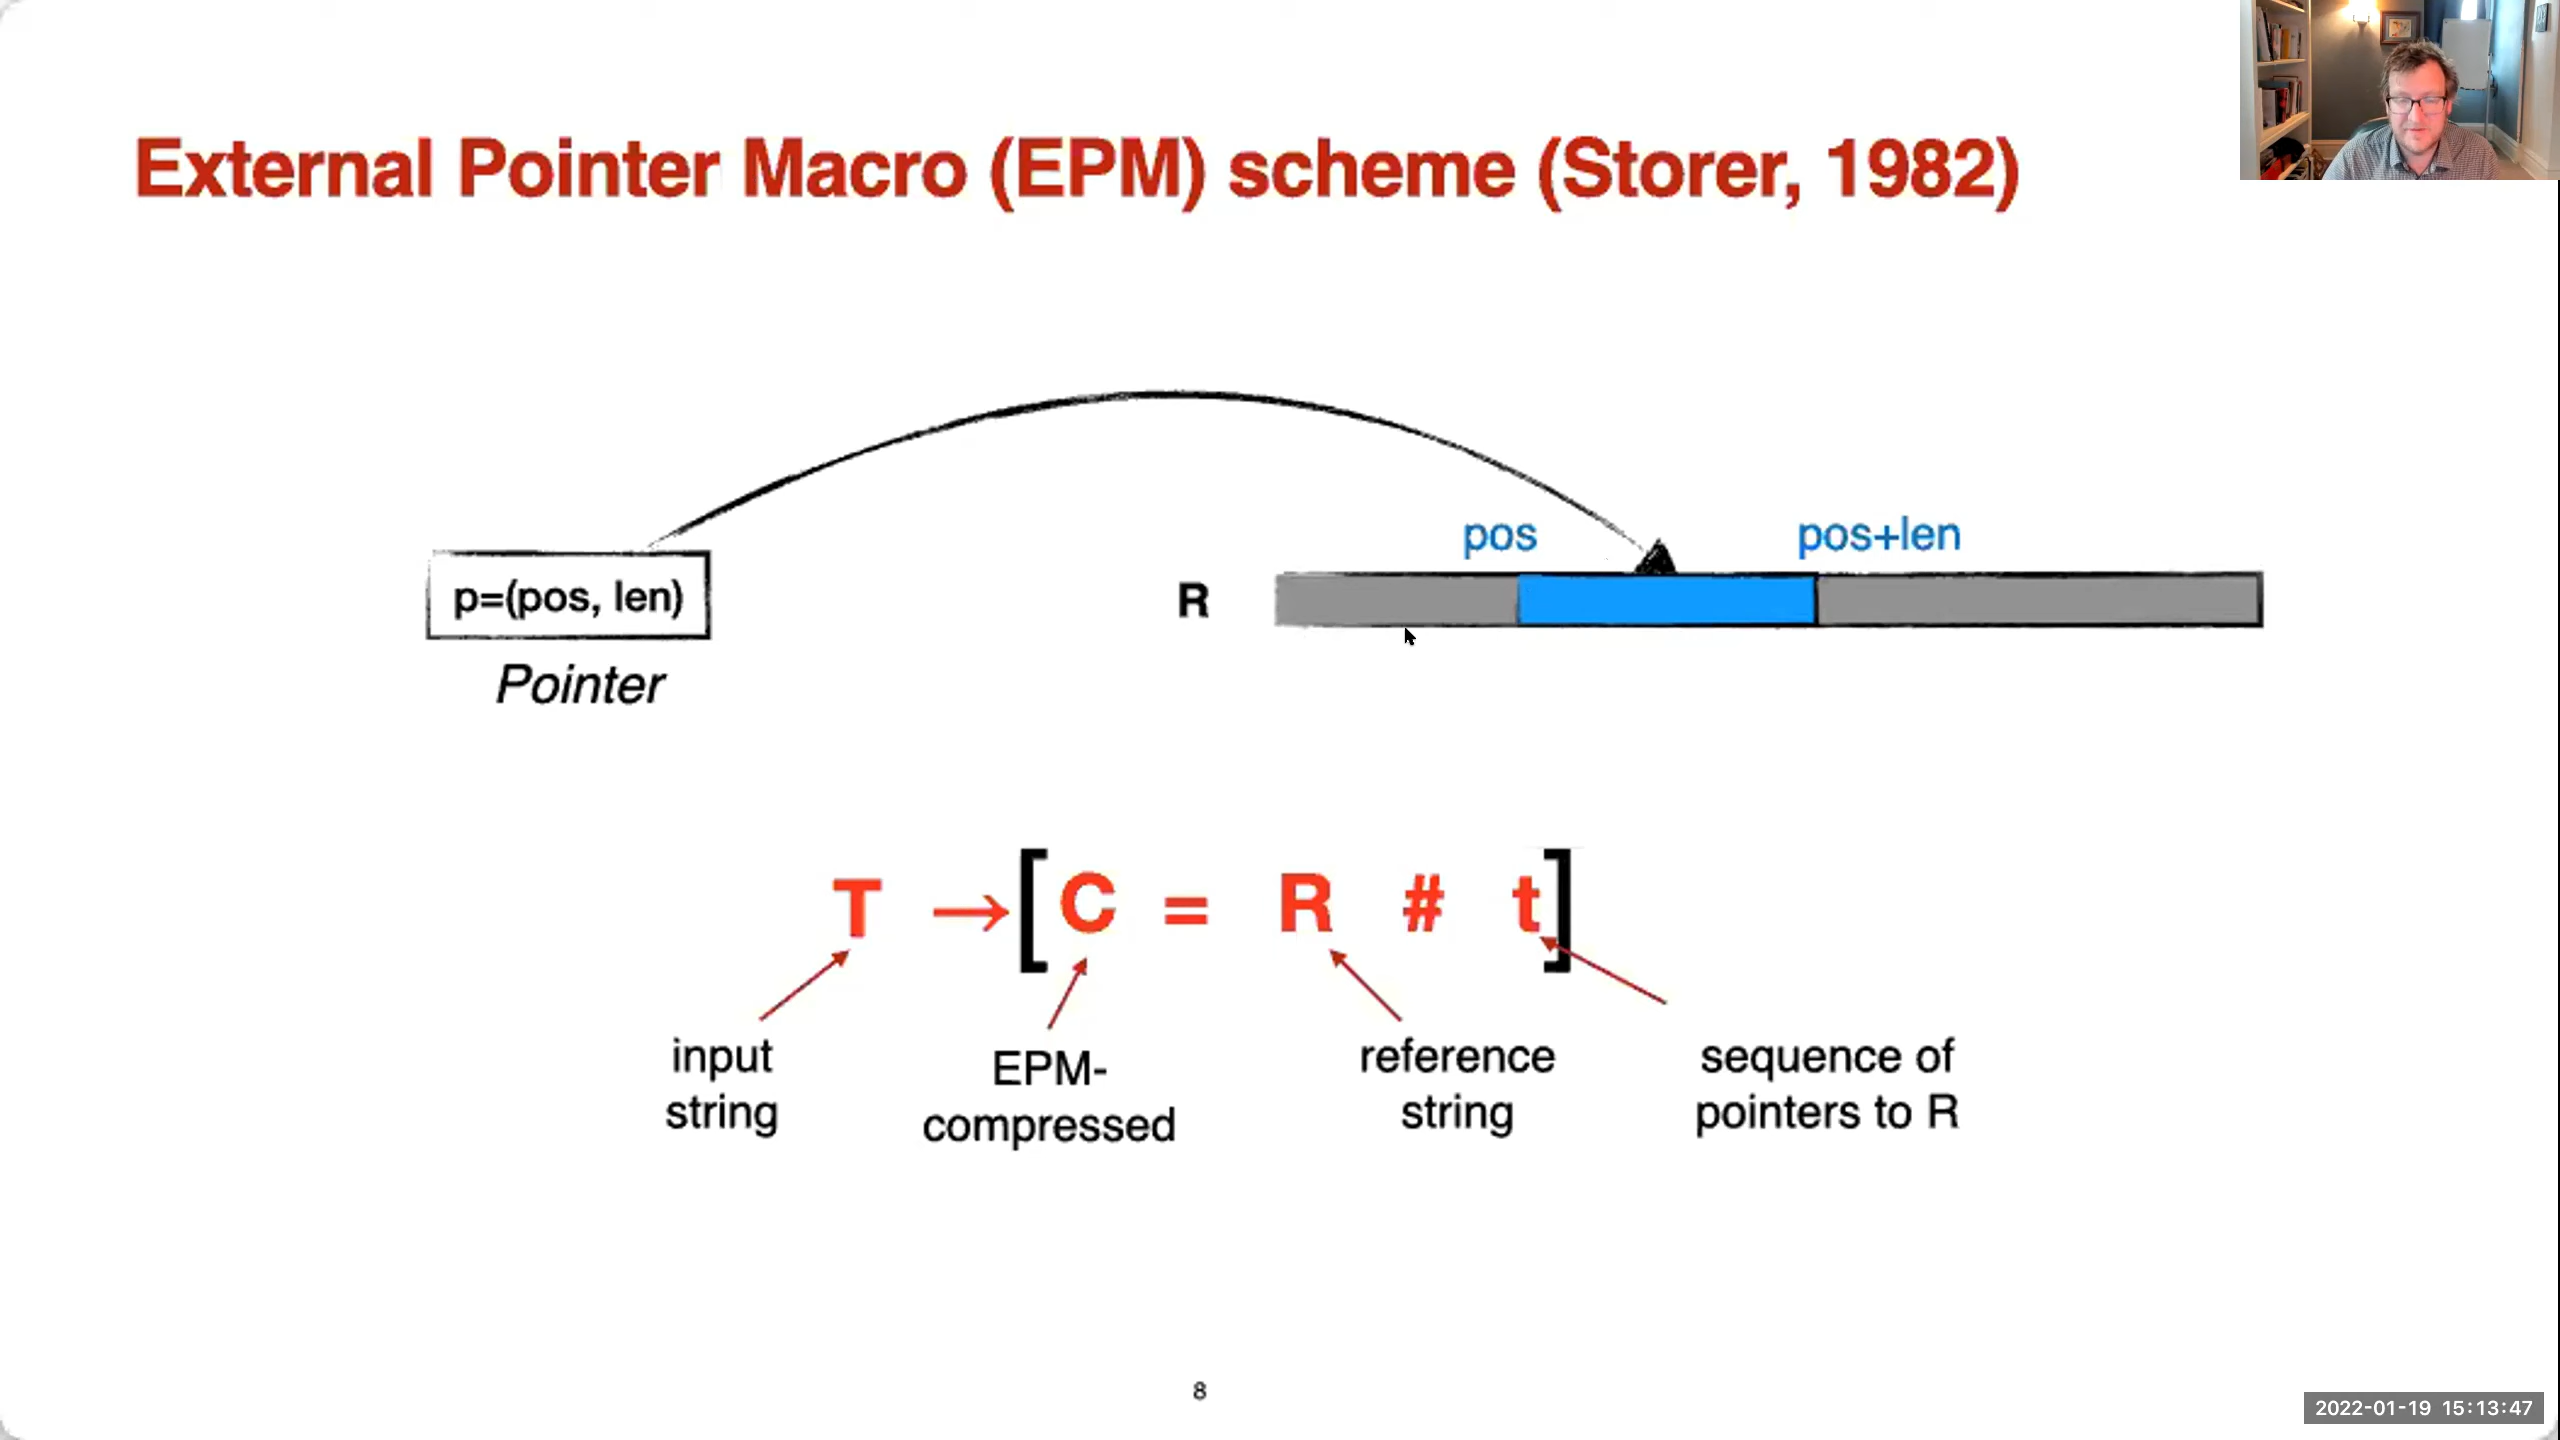 External Pointer Macro (EPM) scheme (Storer, 1982)
pos
pos+len
p=(pos, len)
R
Pointer
T → [ C = R # t ]
input
string
EPM-
compressed
reference
string
sequence of
pointers to R
8
2022-01-19 15:13:47